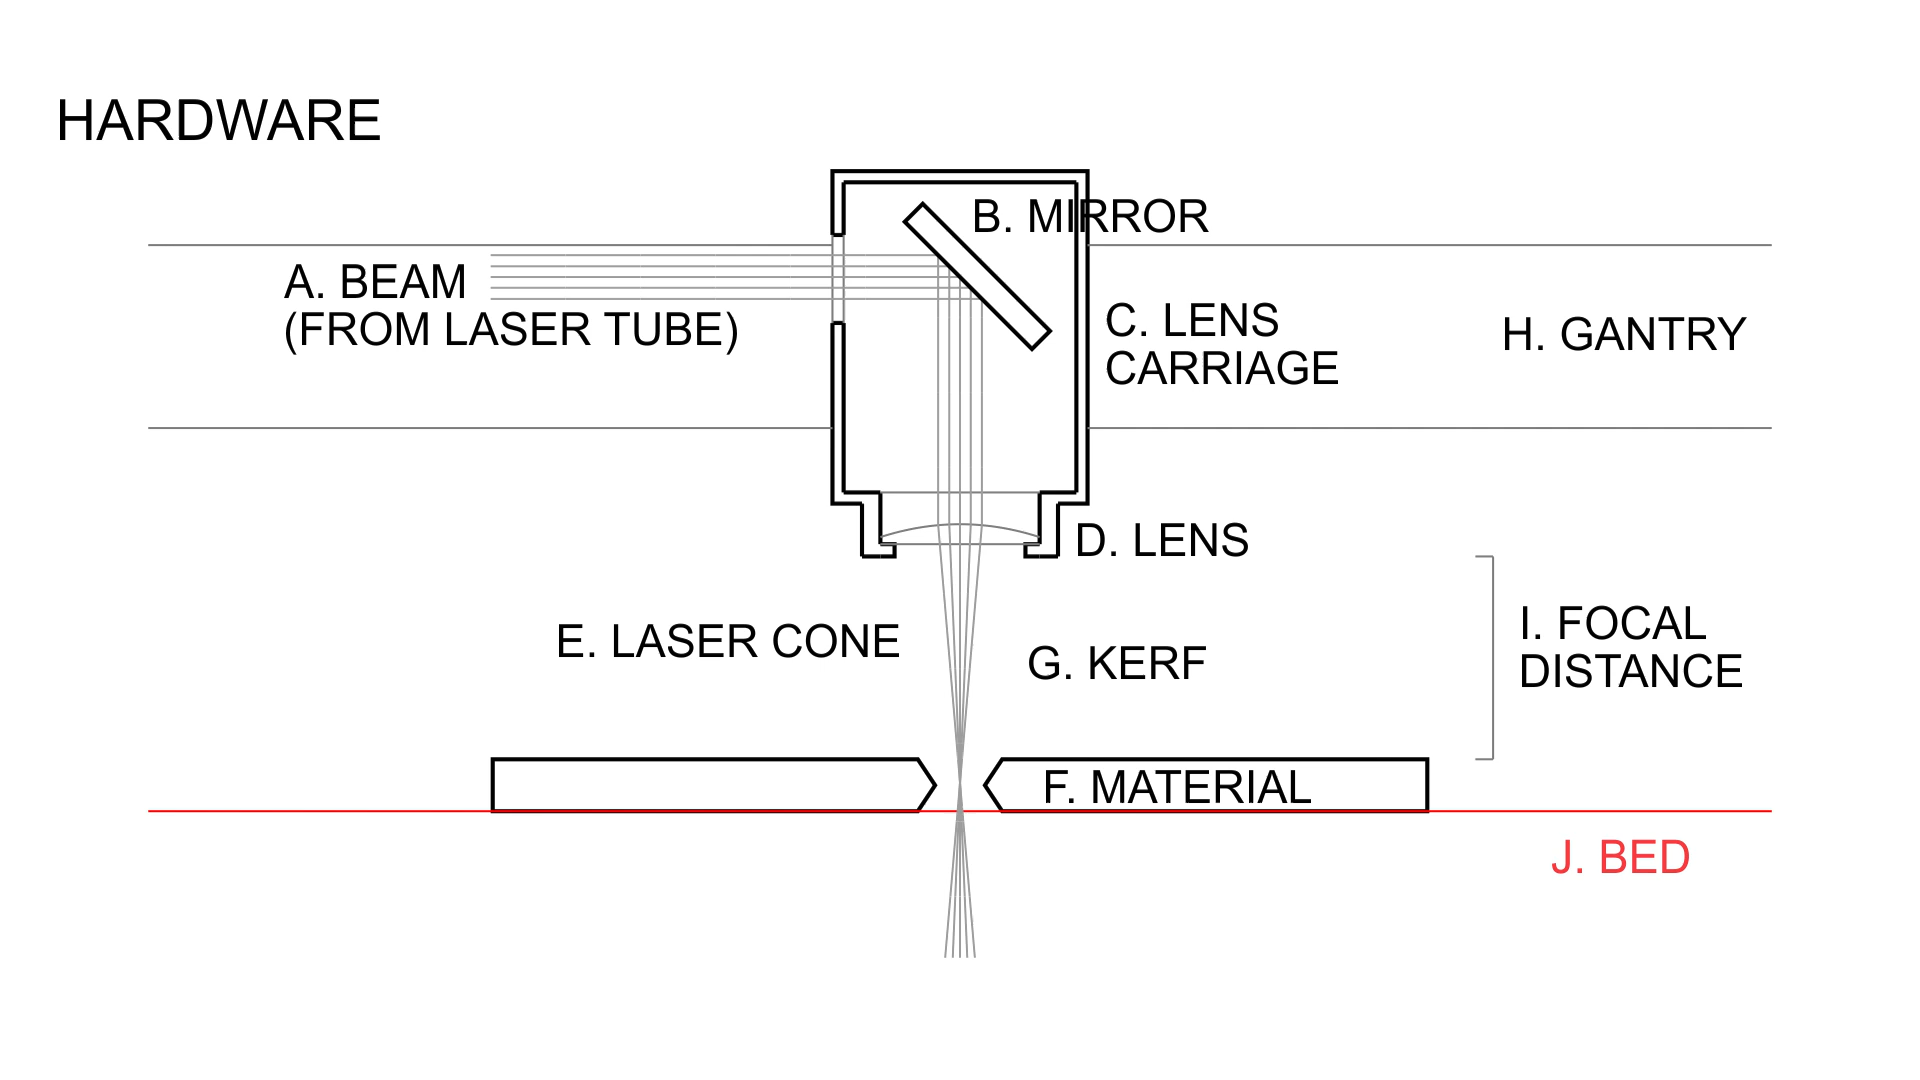 HARDWARE
B. MIRROR
A. BEAM
(FROM LASER TUBE)
C. LENS
CARRIAGE
H. GANTRY
D. LENS
E. LASER CONE
G. KERF
I. FOCAL
DISTANCE
F. MATERIAL
J. BED